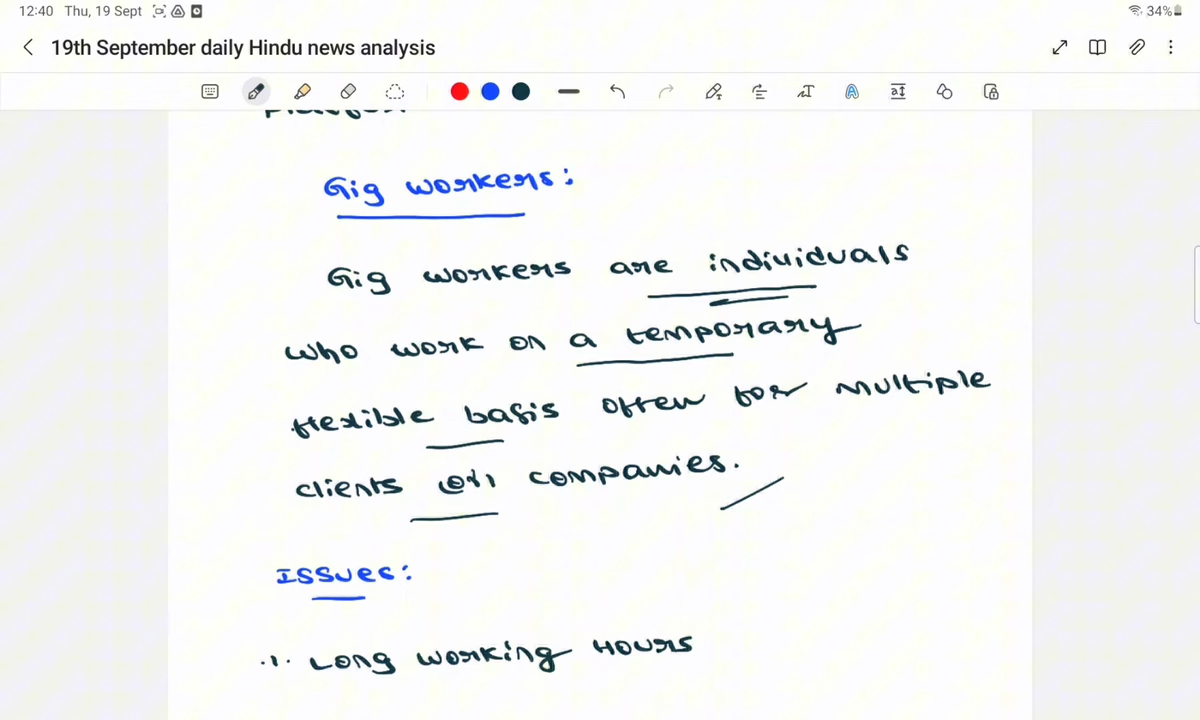 12:40 Thu, 19 Sept
34%
19th September daily Hindu news analysis
Gig workers:
Gig workers are individuals
who work on a temporary
flexible basis often for multiple
clients (or) companies.
Issues:
1. Long working Hours